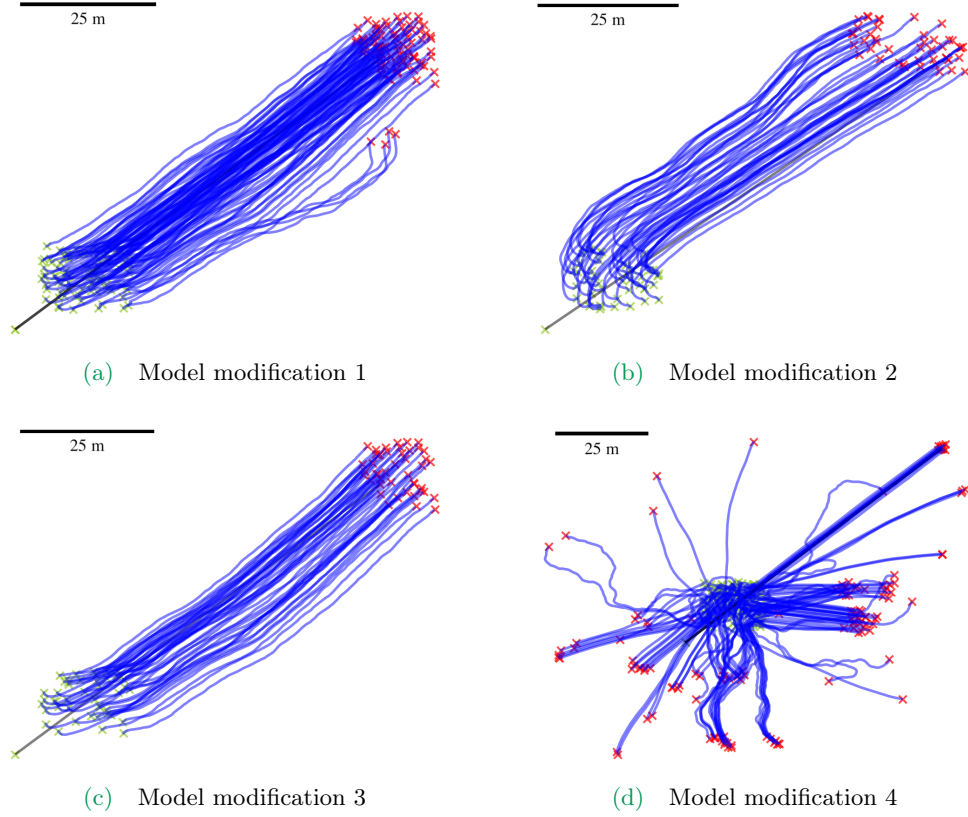 25 m
25 m
(a) Model modification 1
(b) Model modification 2
25 m
25 m
(c) Model modification 3
(d) Model modification 4